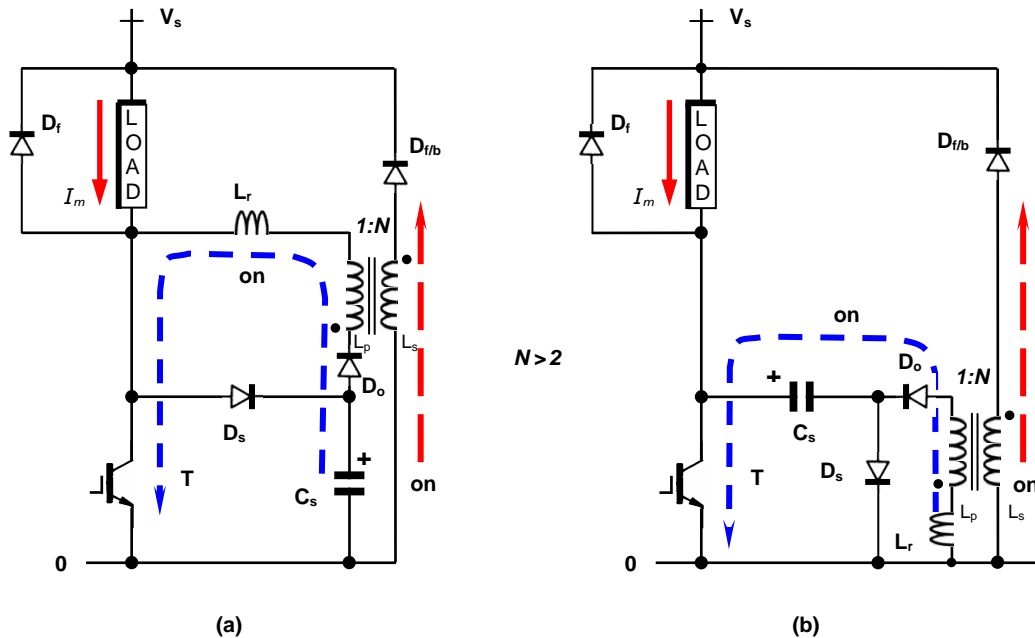 Vs
Df
LOAD
Im
Df/b
Lr
1:N
on
Lp
Ls
Do
Ds
T
+
Cs
on
0
(a)
N > 2
Vs
Df
LOAD
Im
Df/b
on
Do
1:N
+
Cs
Ds
T
Lp
Ls
on
Lr
0
(b)